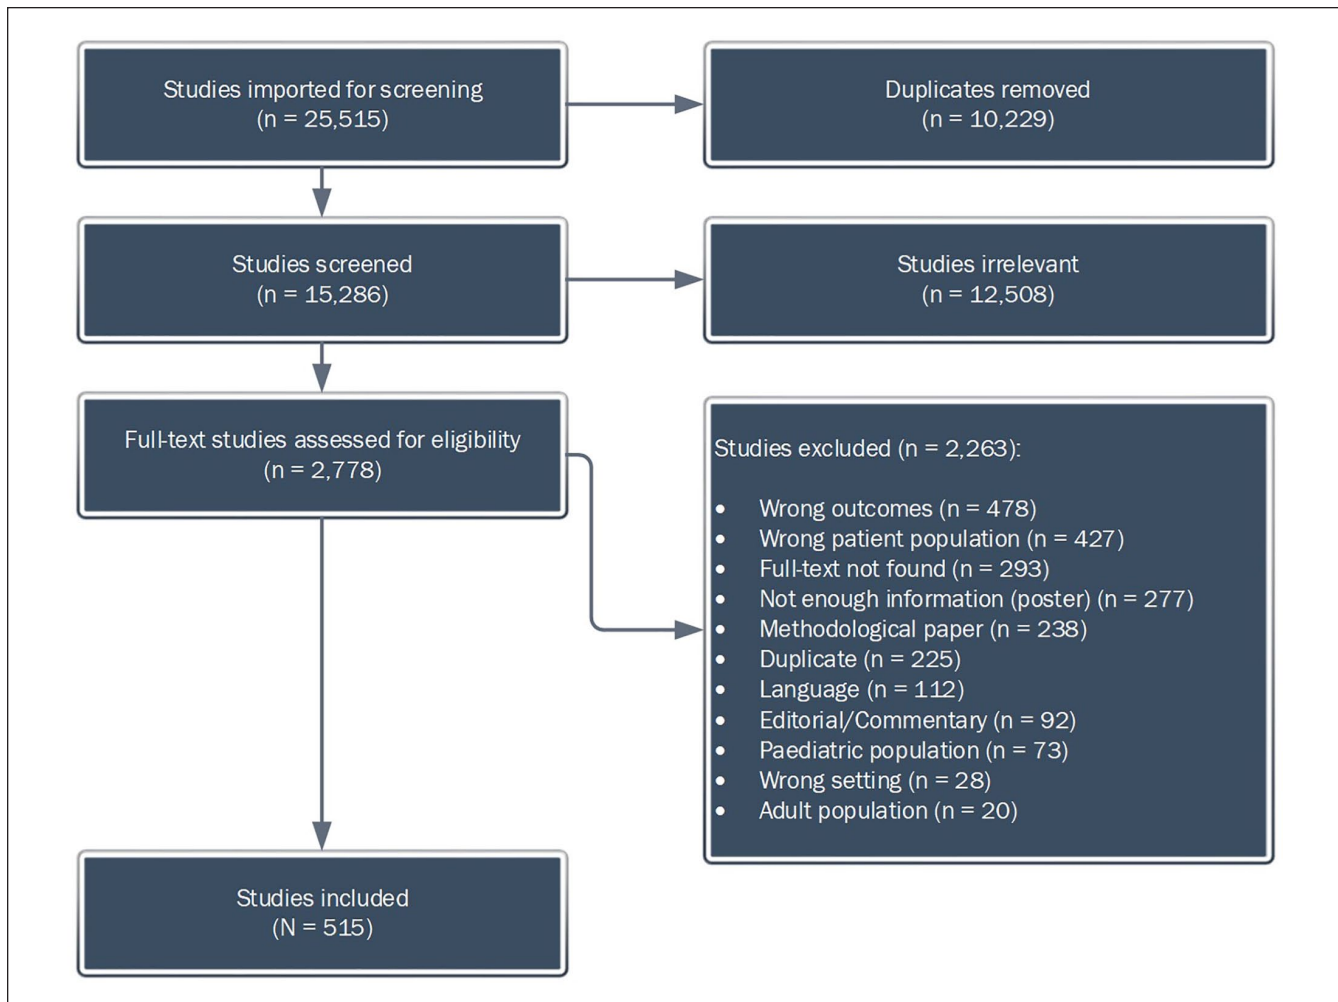 Studies imported for screening
(n = 25,515)
Duplicates removed
(n = 10,229)
Studies screened
(n = 15,286)
Studies irrelevant
(n = 12,508)
Full-text studies assessed for eligibility
(n = 2,778)
Studies excluded (n = 2,263):
• Wrong outcomes (n = 478)
• Wrong patient population (n = 427)
• Full-text not found (n = 293)
• Not enough information (poster) (n = 277)
• Methodological paper (n = 238)
• Duplicate (n = 225)
• Language (n = 112)
• Editorial/Commentary (n = 92)
• Paediatric population (n = 73)
• Wrong setting (n = 28)
• Adult population (n = 20)
Studies included
(N = 515)